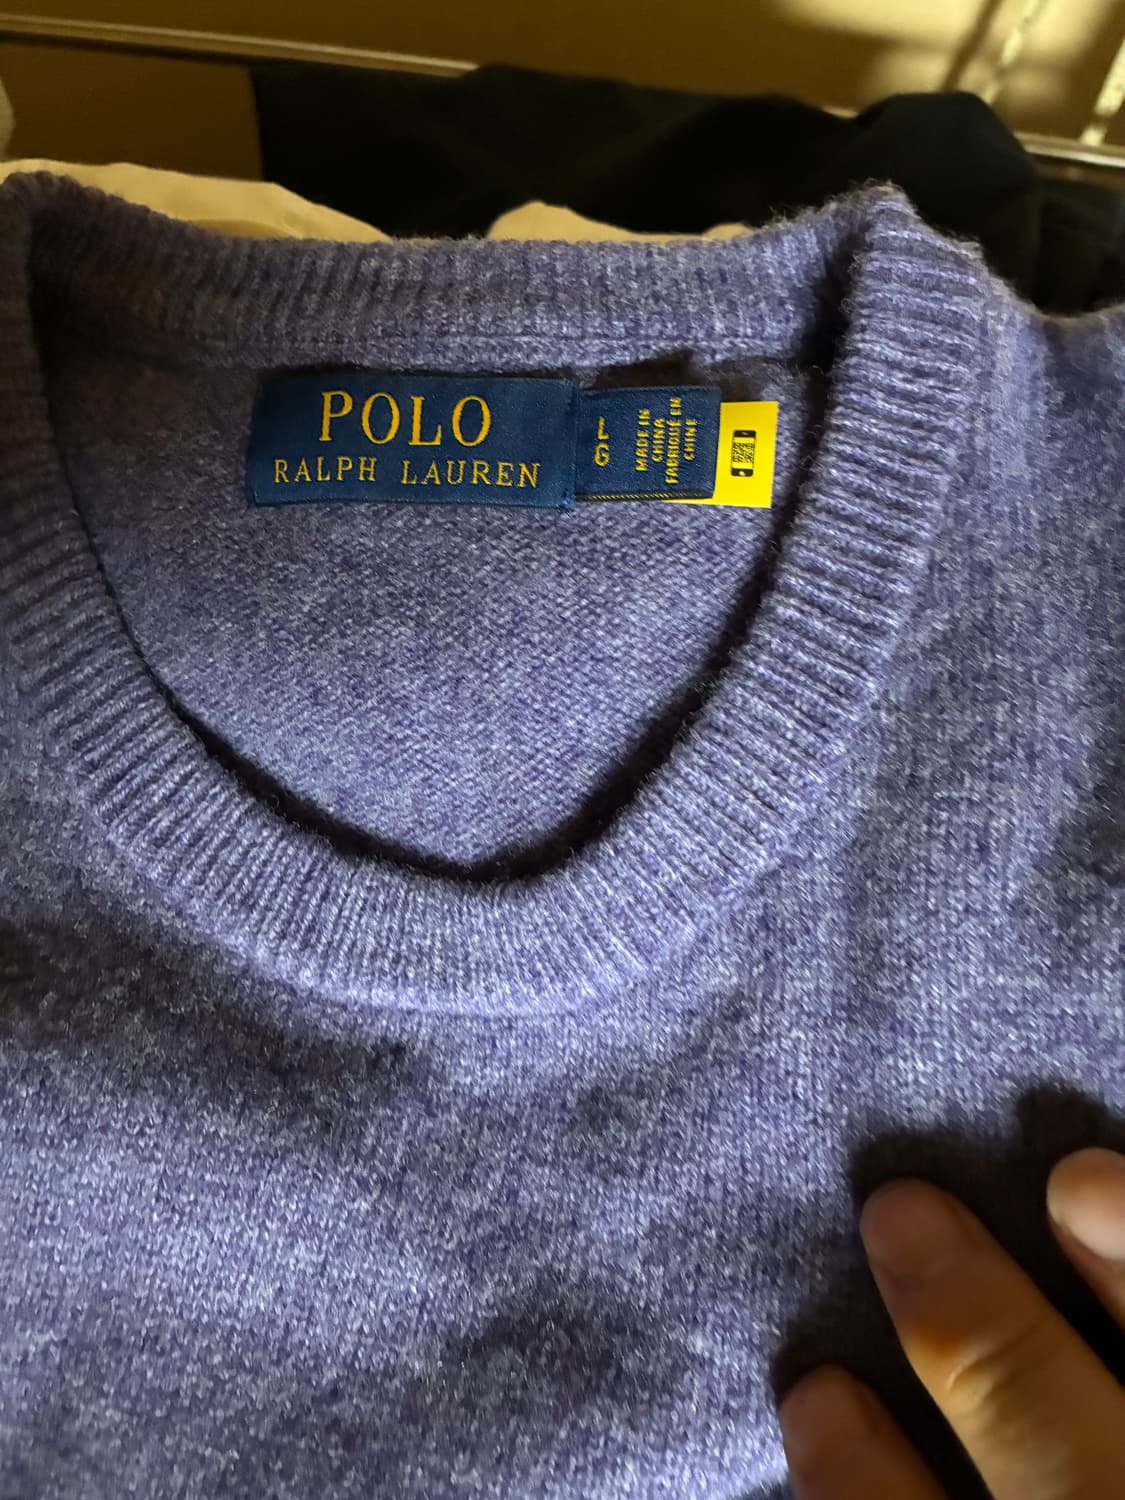 POLO
RALPH LAUREN
L
G
MADE IN
CHINA
FABRIQUÉ EN
CHINE